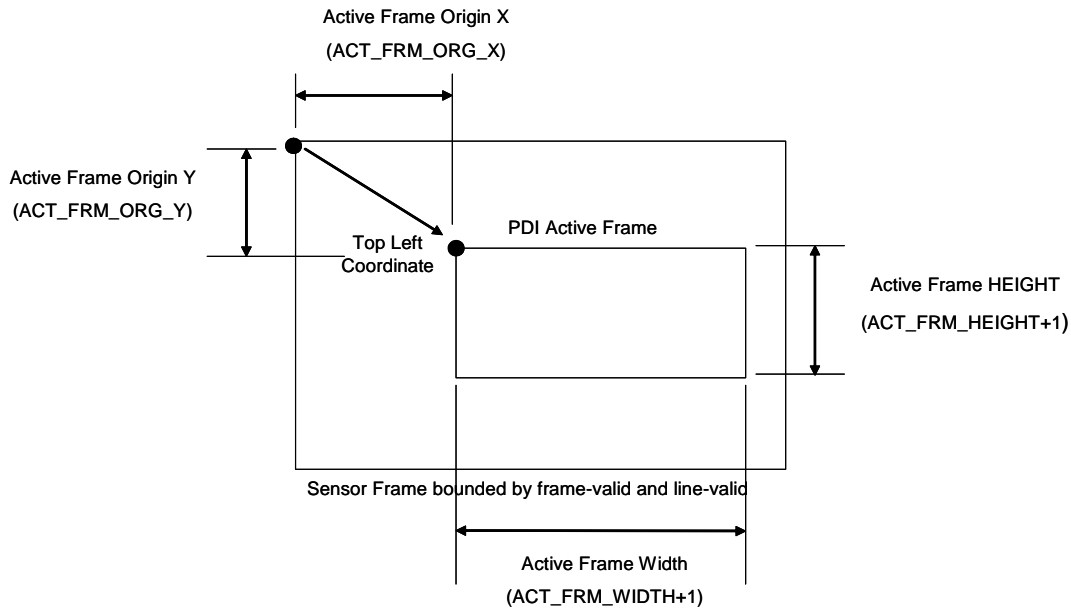 Active Frame Origin X
(ACT_FRM_ORG_X)
Active Frame Origin Y
(ACT_FRM_ORG_Y)
Top Left
Coordinate
PDI Active Frame
Active Frame HEIGHT
(ACT_FRM_HEIGHT+1)
Sensor Frame bounded by frame-valid and line-valid
Active Frame Width
(ACT_FRM_WIDTH+1)